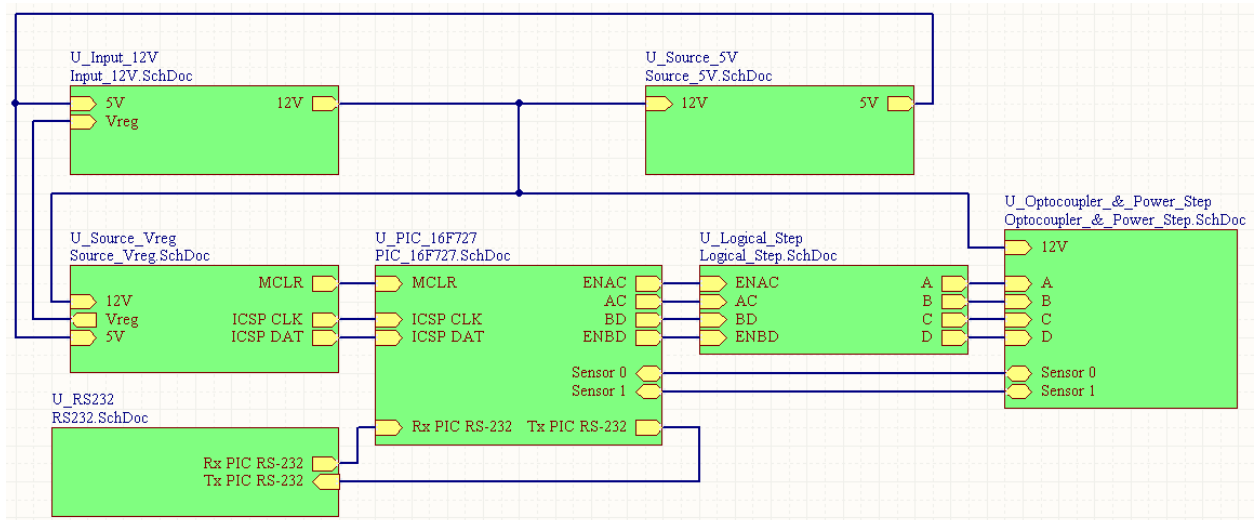 U_Input_12V
Input_12V.SchDoc
5V
12V
Vreg
U_Source_5V
Source_5V.SchDoc
12V
5V
U_Source_Vreg
Source_Vreg.SchDoc
MCLR
12V
Vreg
ICSP CLK
5V
ICSP DAT
U_PIC_16F727
PIC_16F727.SchDoc
MCLR
ENAC
AC
ICSP CLK
BD
ICSP DAT
ENBD
Sensor 0
Sensor 1
Rx PIC RS-232
Tx PIC RS-232
U_Logical_Step
Logical_Step.SchDoc
ENAC
A
AC
B
BD
C
ENBD
D
U_Optocoupler_&_Power_Step
Optocoupler_&_Power_Step.SchDoc
12V
A
B
C
D
Sensor 0
Sensor 1
U_RS232
RS232.SchDoc
Rx PIC RS-232
Tx PIC RS-232